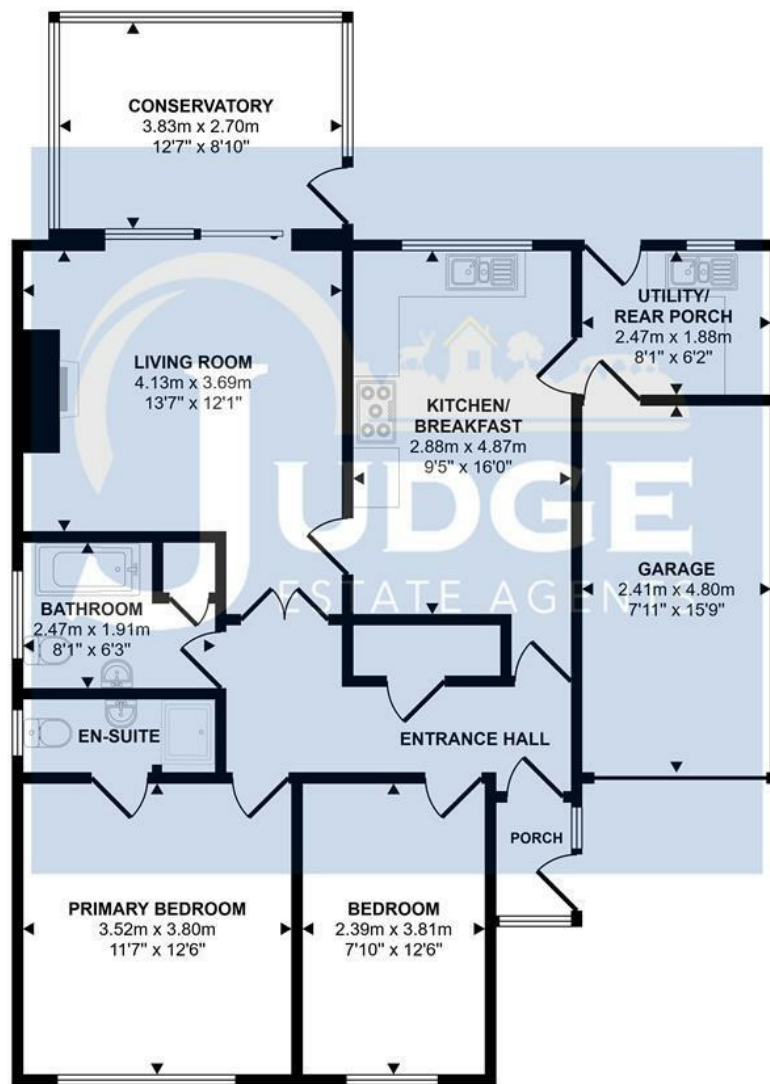 CONSERVATORY
3.83m x 2.70m
12'7" x 8'10"
LIVING ROOM
4.13m x 3.69m
13'7" x 12'1"
KITCHEN/
BREAKFAST
2.88m x 4.87m
9'5" x 16'0"
UTILITY/
REAR PORCH
2.47m x 1.88m
8'1" x 6'2"
JUDGE
ESTATE AGENTS
GARAGE
2.41m x 4.80m
7'11" x 15'9"
BATHROOM
2.47m x 1.91m
8'1" x 6'3"
EN-SUITE
ENTRANCE HALL
PORCH
PRIMARY BEDROOM
3.52m x 3.80m
11'7" x 12'6"
BEDROOM
2.39m x 3.81m
7'10" x 12'6"